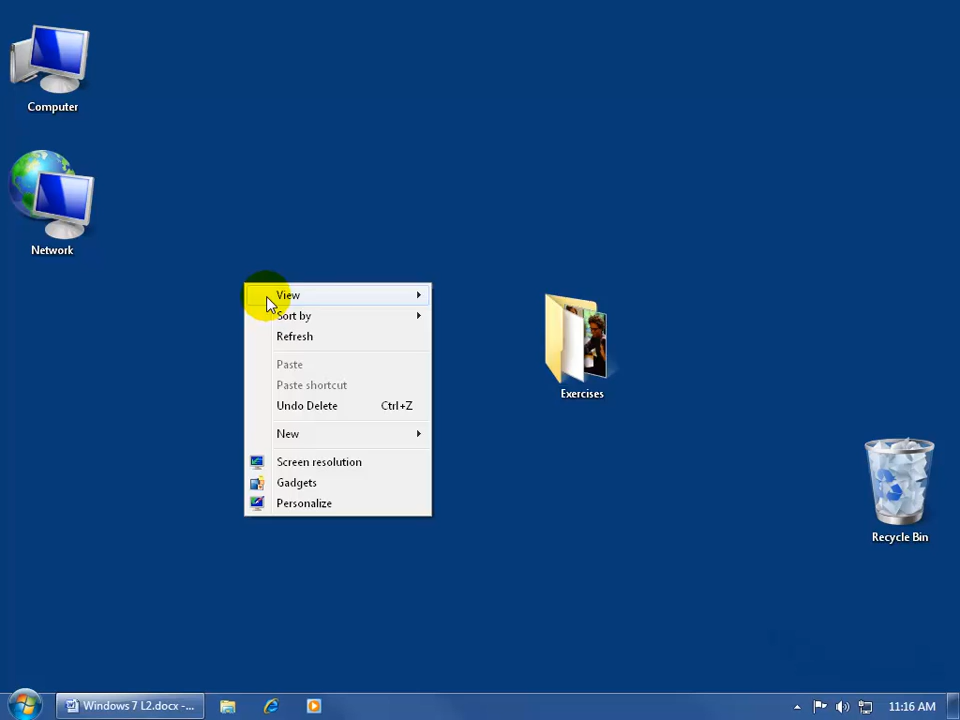 Computer
Network
View
Sort by
Refresh
Paste
Paste shortcut
Undo Delete Ctrl+Z
New
Screen resolution
Gadgets
Personalize
Exercises
Recycle Bin
Windows 7 L2.docx -...
11:16 AM